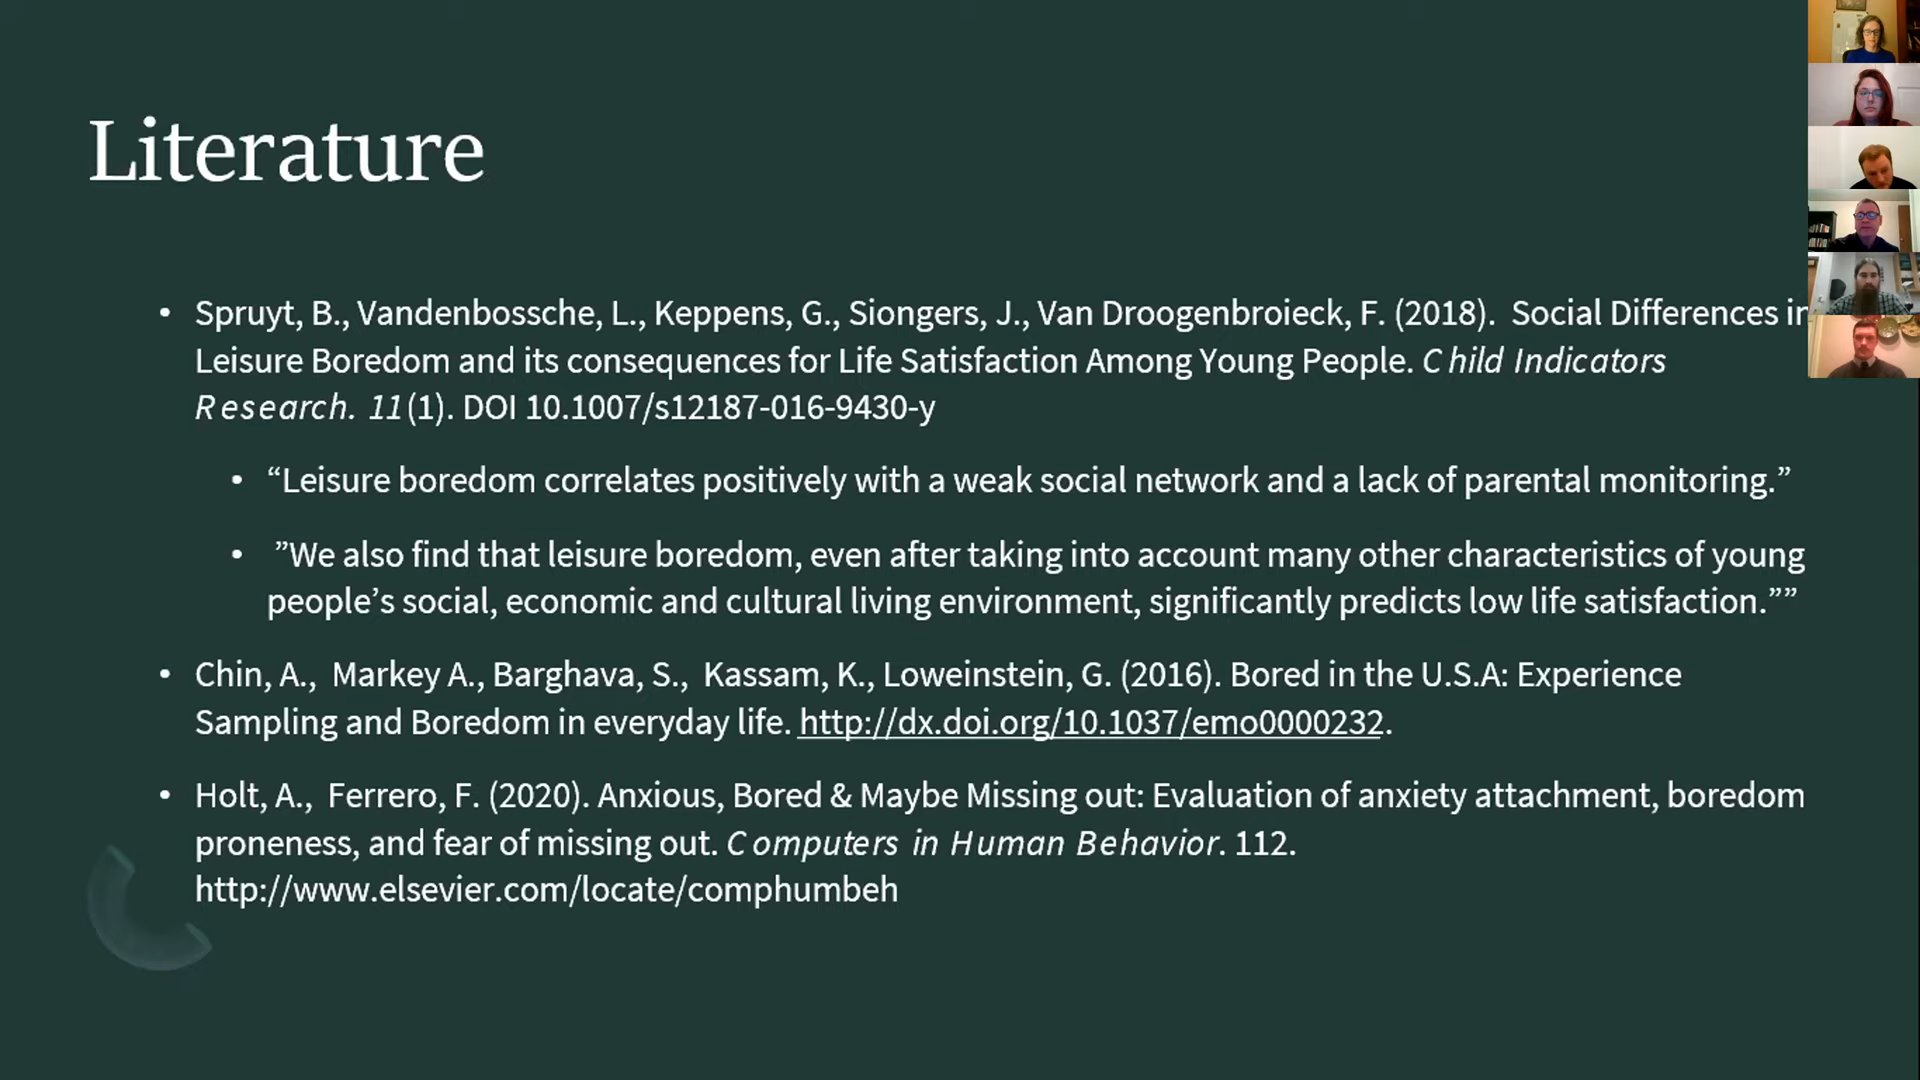 Literature
• Spruyt, B., Vandenbossche, L., Keppens, G., Siongers, J., Van Droogenbroieck, F. (2018).  Social Differences in
Leisure Boredom and its consequences for Life Satisfaction Among Young People. Child Indicators
Research. 11(1). DOI 10.1007/s12187-016-9430-y
• “Leisure boredom correlates positively with a weak social network and a lack of parental monitoring.”
• ”We also find that leisure boredom, even after taking into account many other characteristics of young
people’s social, economic and cultural living environment, significantly predicts low life satisfaction.””
• Chin, A.,  Markey A., Barghava, S.,  Kassam, K., Loweinstein, G. (2016). Bored in the U.S.A: Experience
Sampling and Boredom in everyday life. http://dx.doi.org/10.1037/emo0000232.
• Holt, A.,  Ferrero, F. (2020). Anxious, Bored & Maybe Missing out: Evaluation of anxiety attachment, boredom
proneness, and fear of missing out. Computers in Human Behavior. 112.
http://www.elsevier.com/locate/comphumbeh